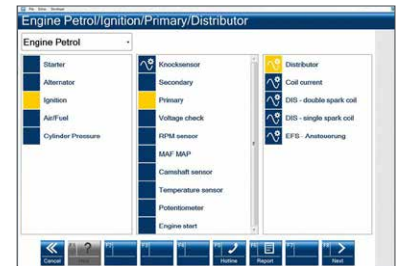 Engine Petrol/Ignition/Primary/Distributor
Engine Petrol
Starter
Alternator
Ignition
Air/Fuel
Cylinder Pressure
Knocksensor
Secondary
Primary
Voltage check
RPM sensor
MAF MAP
Camshaft sensor
Temperature sensor
Potentiometer
Engine start
Distributor
Coil current
DIS - double spark coil
DIS - single spark coil
EFS - Ansteuerung
Cancel
Hotline
Report
Next